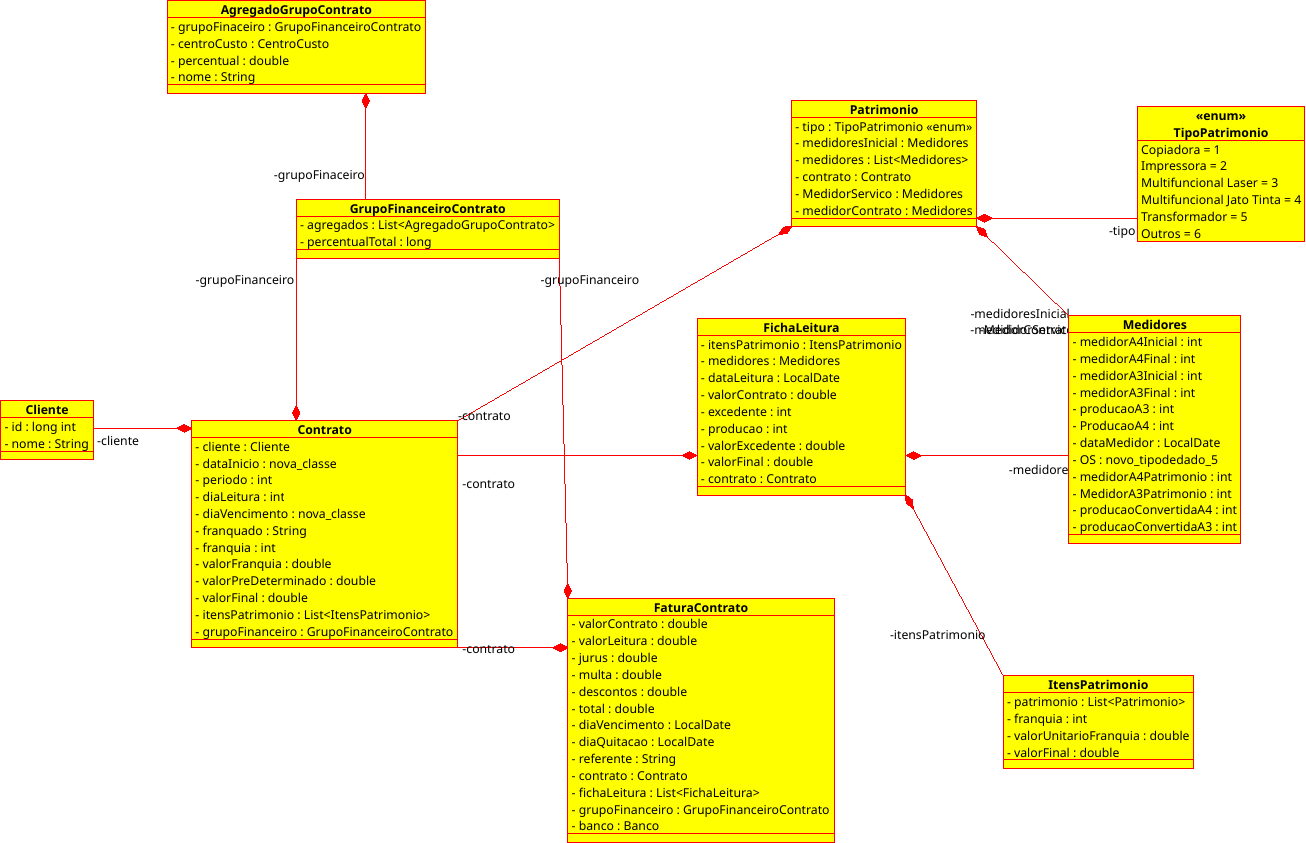 AgregadoGrupoContrato
- grupoFinaceiro : GrupoFinanceiroContrato
- centroCusto : CentroCusto
- percentual : double
- nome : String
-grupoFinaceiro
GrupoFinanceiroContrato
- agregados : List<AgregadoGrupoContrato>
- percentualTotal : long
-grupoFinanceiro
-grupoFinanceiro
Patrimonio
- tipo : TipoPatrimonio «enum»
- medidoresInicial : Medidores
- medidores : List<Medidores>
- contrato : Contrato
- MedidorServico : Medidores
- medidorContrato : Medidores
«enum»
TipoPatrimonio
Copiadora = 1
Impressora = 2
Multifuncional Laser = 3
Multifuncional Jato Tinta = 4
Transformador = 5
Outros = 6
-tipo
-medidoresInicial
FichaLeitura
- itensPatrimonio : ItensPatrimonio
- medidores : Medidores
- dataLeitura : LocalDate
- valorContrato : double
- excedente : int
- producao : int
- valorExcedente : double
- valorFinal : double
- contrato : Contrato
Medidores
- medidorA4Inicial : int
- medidorA4Final : int
- medidorA3Inicial : int
- medidorA3Final : int
- producaoA3 : int
- ProducaoA4 : int
- dataMedidor : LocalDate
- OS : novo_tipodedado_5
- medidorA4Patrimonio : int
- MedidorA3Patrimonio : int
- producaoConvertidaA4 : int
- producaoConvertidaA3 : int
-medidore
Cliente
- id : long int
- nome : String
-cliente
-contrato
Contrato
- cliente : Cliente
- dataInicio : nova_classe
- periodo : int
- diaLeitura : int
- diaVencimento : nova_classe
- franquado : String
- franquia : int
- valorFranquia : double
- valorPreDeterminado : double
- valorFinal : double
- itensPatrimonio : List<ItensPatrimonio>
- grupoFinanceiro : GrupoFinanceiroContrato
-contrato
-contrato
FaturaContrato
- valorContrato : double
- valorLeitura : double
- jurus : double
- multa : double
- descontos : double
- total : double
- diaVencimento : LocalDate
- diaQuitacao : LocalDate
- referente : String
- contrato : Contrato
- fichaLeitura : List<FichaLeitura>
- grupoFinanceiro : GrupoFinanceiroContrato
- banco : Banco
-itensPatrimonio
ItensPatrimonio
- patrimonio : List<Patrimonio>
- franquia : int
- valorUnitarioFranquia : double
- valorFinal : double